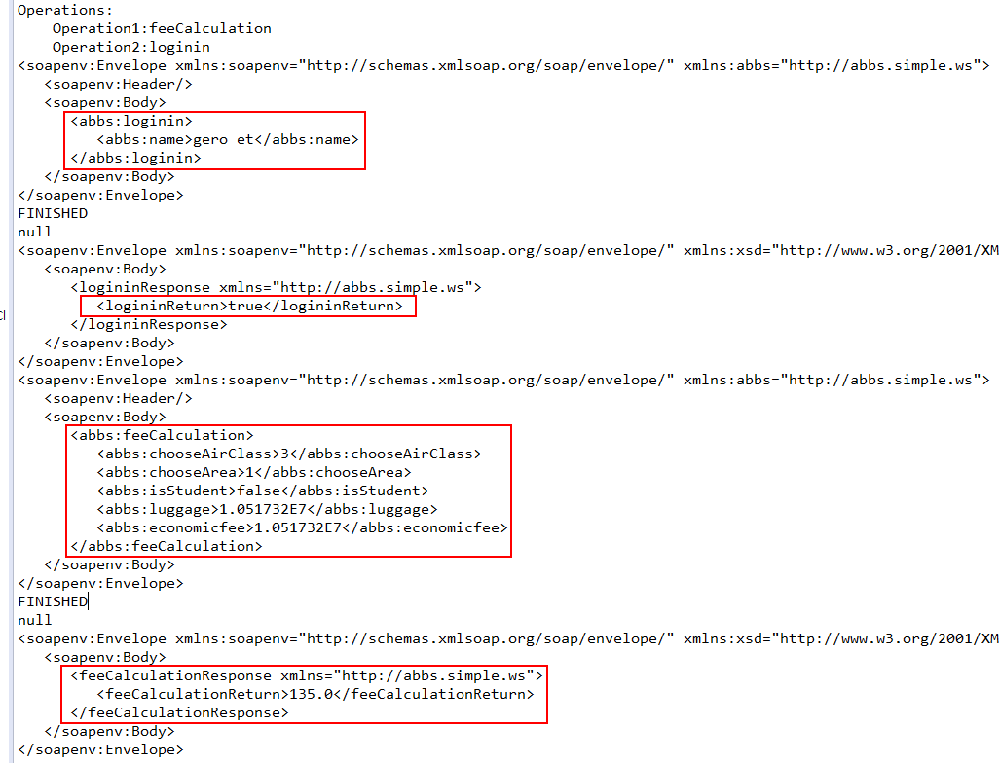 Operations:
    Operation1:feeCalculation
    Operation2:loginin
<soapenv:Envelope xmlns:soapenv="http://schemas.xmlsoap.org/soap/envelope/" xmlns:abbs="http://abbs.simple.ws">
   <soapenv:Header/>
   <soapenv:Body>
      <abbs:loginin>
         <abbs:name>gero et</abbs:name>
      </abbs:loginin>
   </soapenv:Body>
</soapenv:Envelope>
FINISHED
null
<soapenv:Envelope xmlns:soapenv="http://schemas.xmlsoap.org/soap/envelope/" xmlns:xsd="http://www.w3.org/2001/XM
   <soapenv:Body>
      <logininResponse xmlns="http://abbs.simple.ws">
         <logininReturn>true</logininReturn>
      </logininResponse>
   </soapenv:Body>
</soapenv:Envelope>
<soapenv:Envelope xmlns:soapenv="http://schemas.xmlsoap.org/soap/envelope/" xmlns:abbs="http://abbs.simple.ws">
   <soapenv:Header/>
   <soapenv:Body>
      <abbs:feeCalculation>
         <abbs:chooseAirClass>3</abbs:chooseAirClass>
         <abbs:chooseArea>1</abbs:chooseArea>
         <abbs:isStudent>false</abbs:isStudent>
         <abbs:luggage>1.051732E7</abbs:luggage>
         <abbs:economicfee>1.051732E7</abbs:economicfee>
      </abbs:feeCalculation>
   </soapenv:Body>
</soapenv:Envelope>
FINISHED
null
<soapenv:Envelope xmlns:soapenv="http://schemas.xmlsoap.org/soap/envelope/" xmlns:xsd="http://www.w3.org/2001/XM
   <soapenv:Body>
      <feeCalculationResponse xmlns="http://abbs.simple.ws">
         <feeCalculationReturn>135.0</feeCalculationReturn>
      </feeCalculationResponse>
   </soapenv:Body>
</soapenv:Envelope>